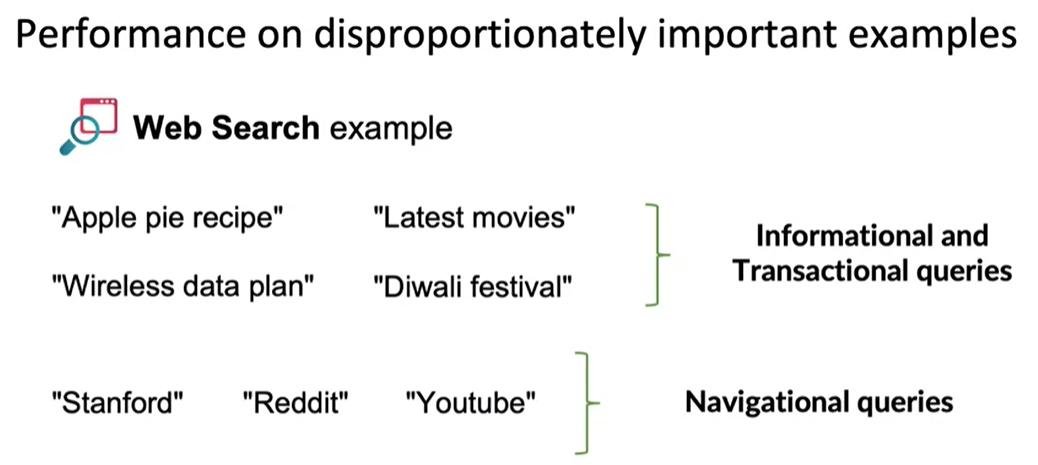 Performance on disproportionately important examples
Web Search example
"Apple pie recipe" "Latest movies"
"Wireless data plan" "Diwali festival"
Informational and
Transactional queries
"Stanford" "Reddit" "Youtube"
Navigational queries